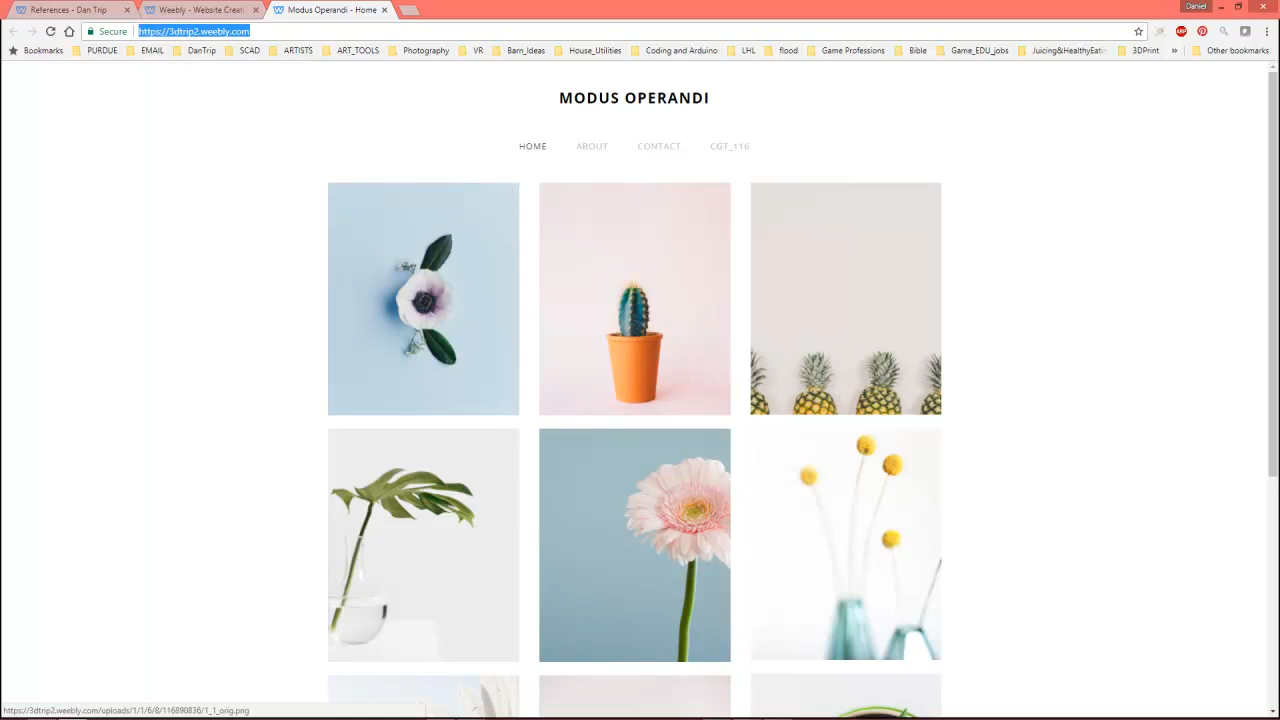 References - Dan Trip
Weebly - Website Creati
Modus Operandi - Home
Daniel
Secure
https://3dtrip2.weebly.com
Bookmarks PURDUE EMAIL DanTrip SCAD ARTISTS ART_TOOLS Photography VR Barn_Ideas House_Utilities Coding and Arduino LHL flood Game Professions Bible Game_EDU_jobs Juicing&HealthyEatin 3DPrint » Other bookmarks
MODUS OPERANDI
HOME ABOUT CONTACT CGT_116
https://3dtrip2.weebly.com/uploads/1/1/6/8/116890836/1_1_orig.png